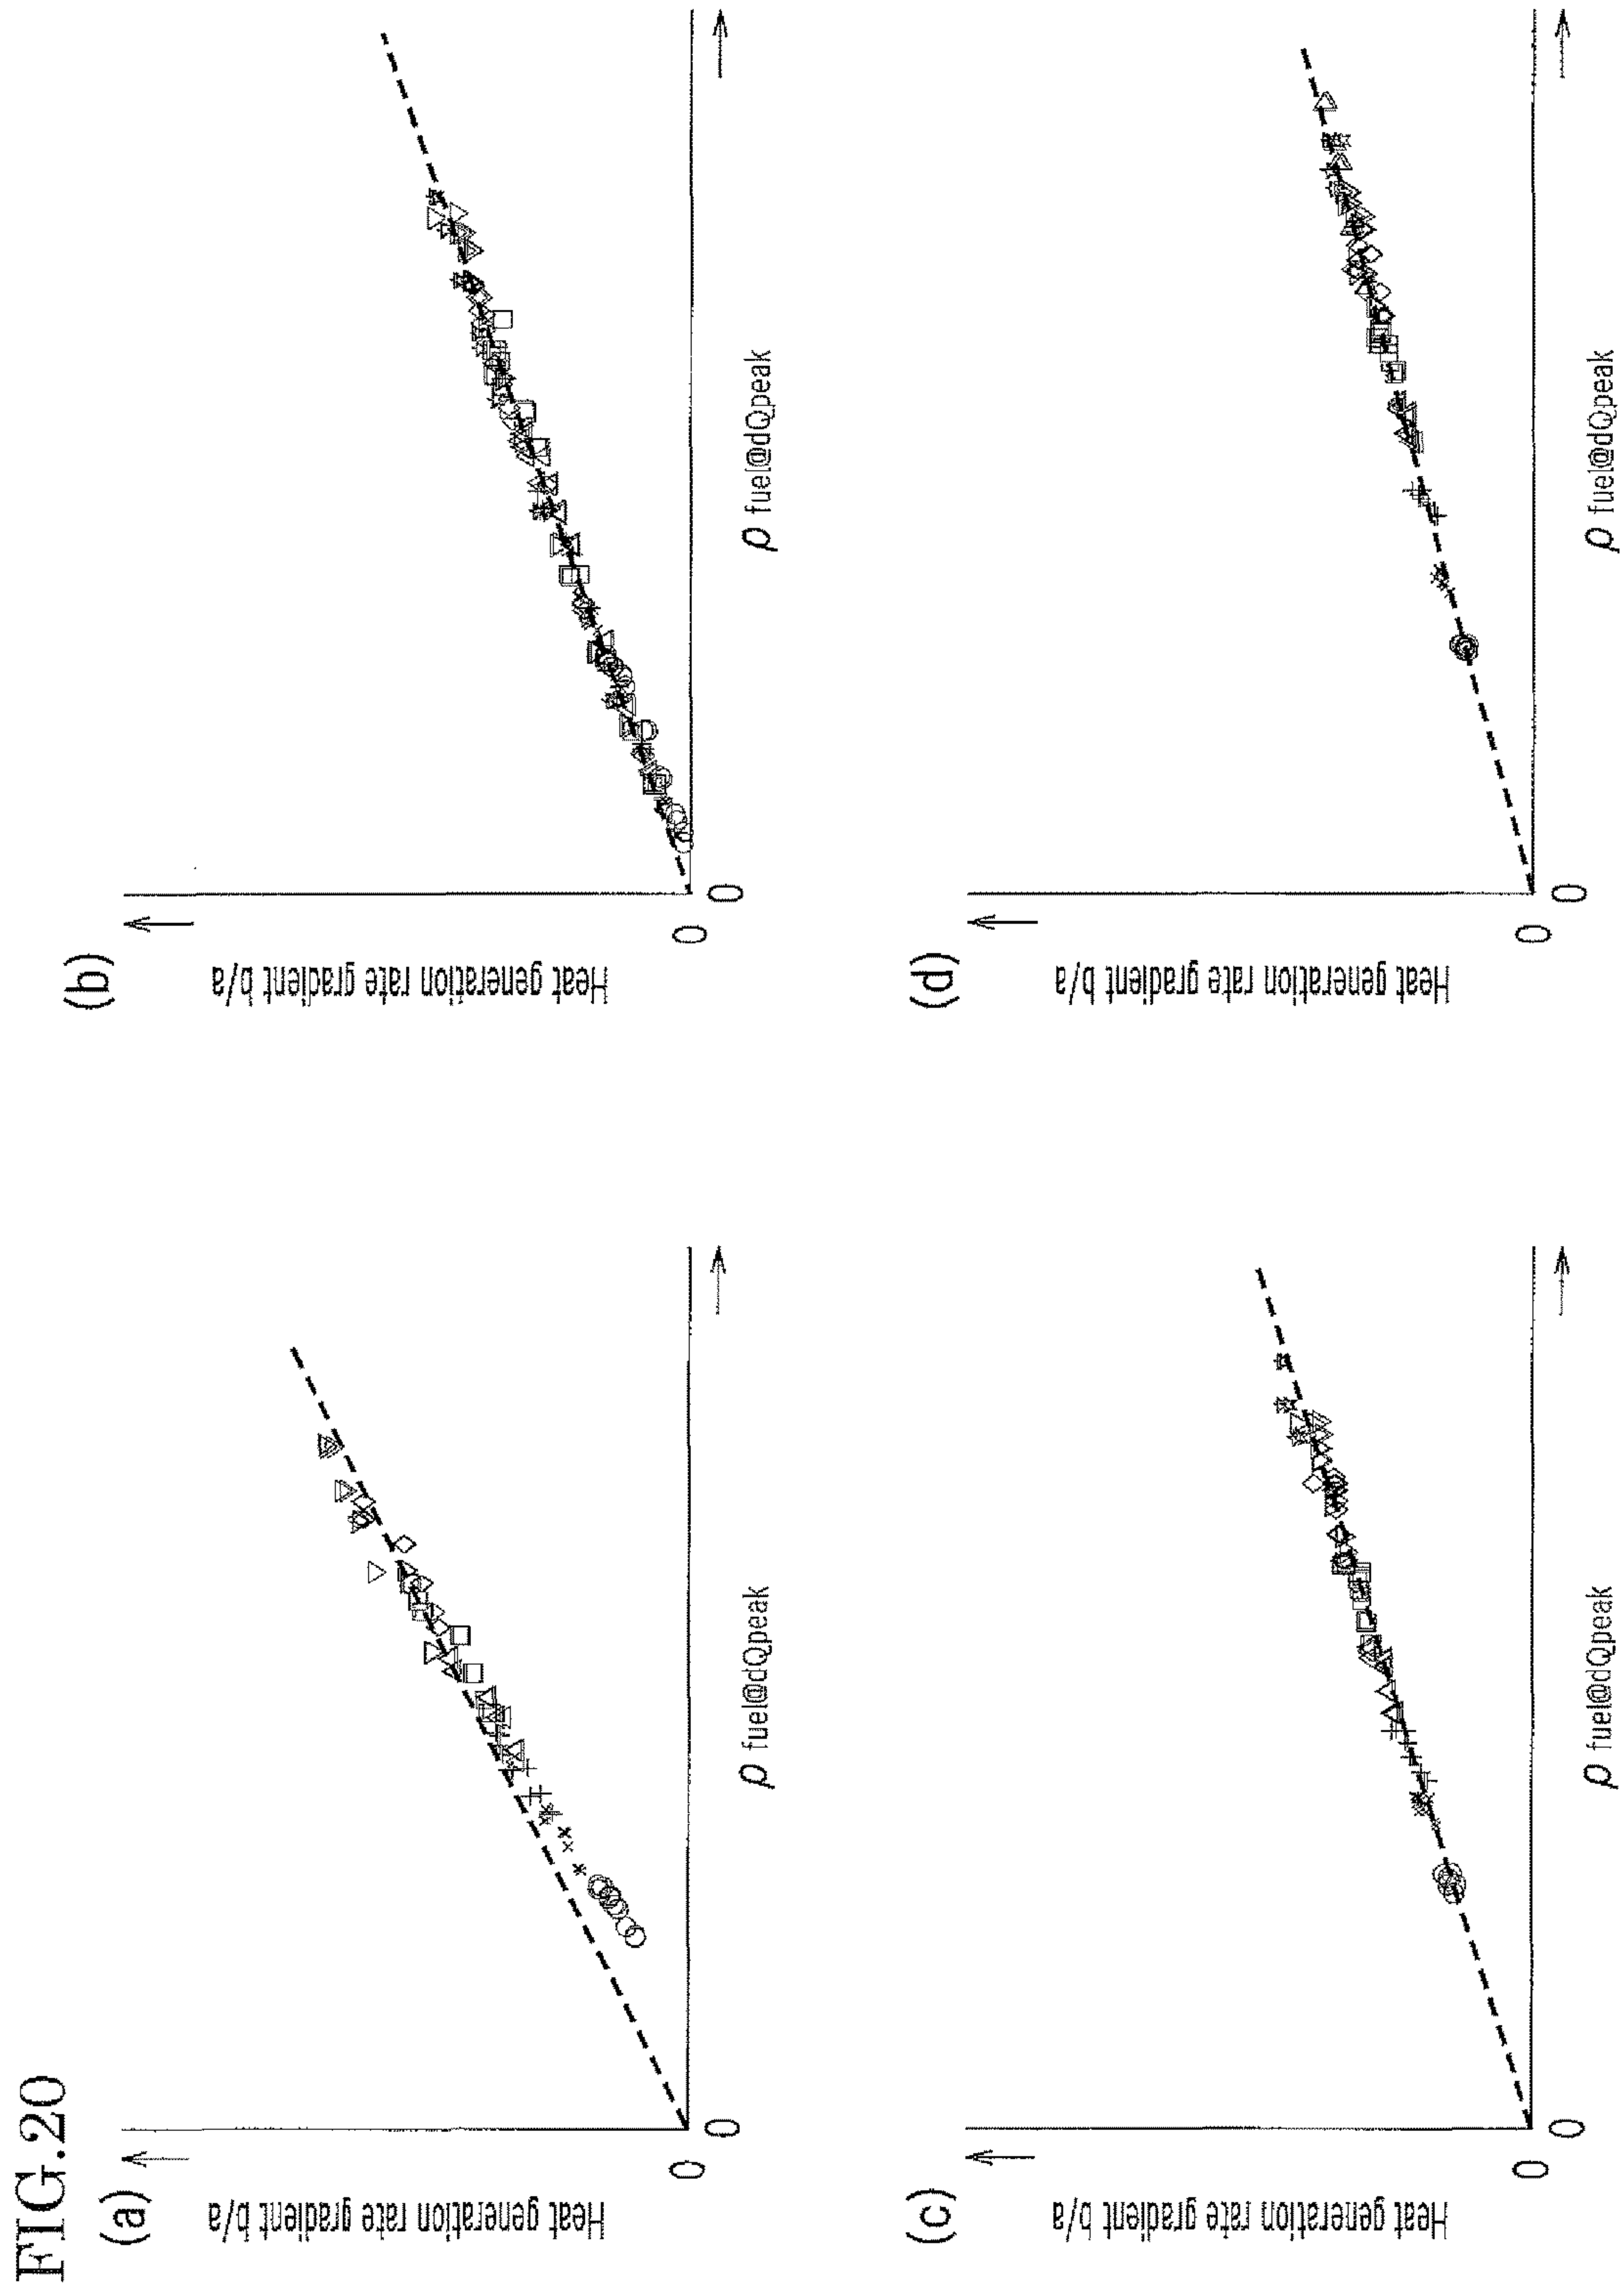 FIG.20
(a)
Heat generation rate gradient b/a
0
0
ρ fuel@dQpeak
(b)
Heat generation rate gradient b/a
0
0
ρ fuel@dQpeak
(c)
Heat generation rate gradient b/a
0
0
ρ fuel@dQpeak
(d)
Heat generation rate gradient b/a
0
0
ρ fuel@dQpeak